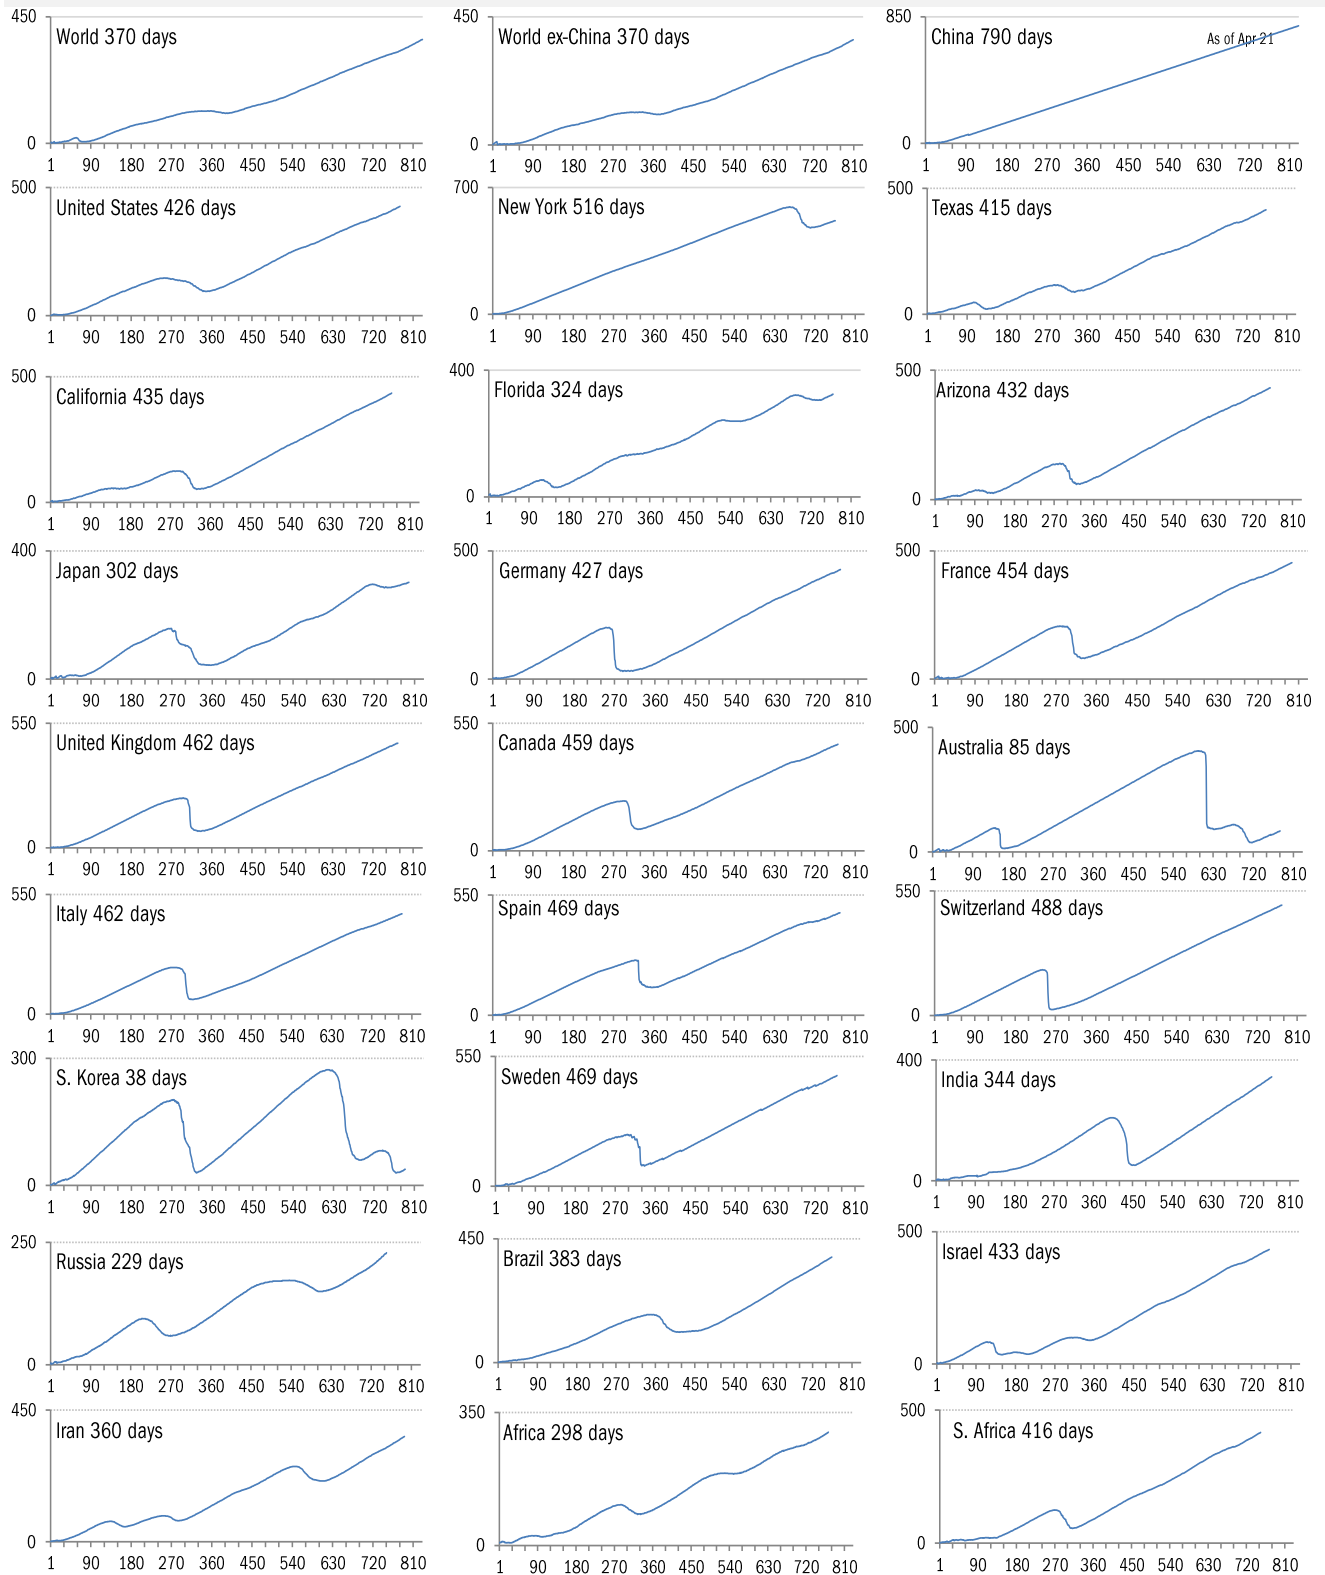 450
World 370 days
0
1 90 180 270 360 450 540 630 720 810
450
World ex-China 370 days
0
1 90 180 270 360 450 540 630 720 810
850
China 790 days
As of Apr 21
0
1 90 180 270 360 450 540 630 720 810
500
United States 426 days
0
1 90 180 270 360 450 540 630 720 810
700
New York 516 days
0
1 90 180 270 360 450 540 630 720 810
500
Texas 415 days
0
1 90 180 270 360 450 540 630 720 810
500
California 435 days
0
1 90 180 270 360 450 540 630 720 810
400
Florida 324 days
0
1 90 180 270 360 450 540 630 720 810
500
Arizona 432 days
0
1 90 180 270 360 450 540 630 720 810
400
Japan 302 days
0
1 90 180 270 360 450 540 630 720 810
500
Germany 427 days
0
1 90 180 270 360 450 540 630 720 810
500
France 454 days
0
1 90 180 270 360 450 540 630 720 810
550
United Kingdom 462 days
0
1 90 180 270 360 450 540 630 720 810
550
Canada 459 days
0
1 90 180 270 360 450 540 630 720 810
500
Australia 85 days
0
1 90 180 270 360 450 540 630 720 810
550
Italy 462 days
0
1 90 180 270 360 450 540 630 720 810
550
Spain 469 days
0
1 90 180 270 360 450 540 630 720 810
550
Switzerland 488 days
0
1 90 180 270 360 450 540 630 720 810
300
S. Korea 38 days
0
1 90 180 270 360 450 540 630 720 810
550
Sweden 469 days
0
1 90 180 270 360 450 540 630 720 810
400
India 344 days
0
1 90 180 270 360 450 540 630 720 810
250
Russia 229 days
0
1 90 180 270 360 450 540 630 720 810
450
Brazil 383 days
0
1 90 180 270 360 450 540 630 720 810
500
Israel 433 days
0
1 90 180 270 360 450 540 630 720 810
450
Iran 360 days
0
1 90 180 270 360 450 540 630 720 810
350
Africa 298 days
0
1 90 180 270 360 450 540 630 720 810
500
S. Africa 416 days
0
1 90 180 270 360 450 540 630 720 810